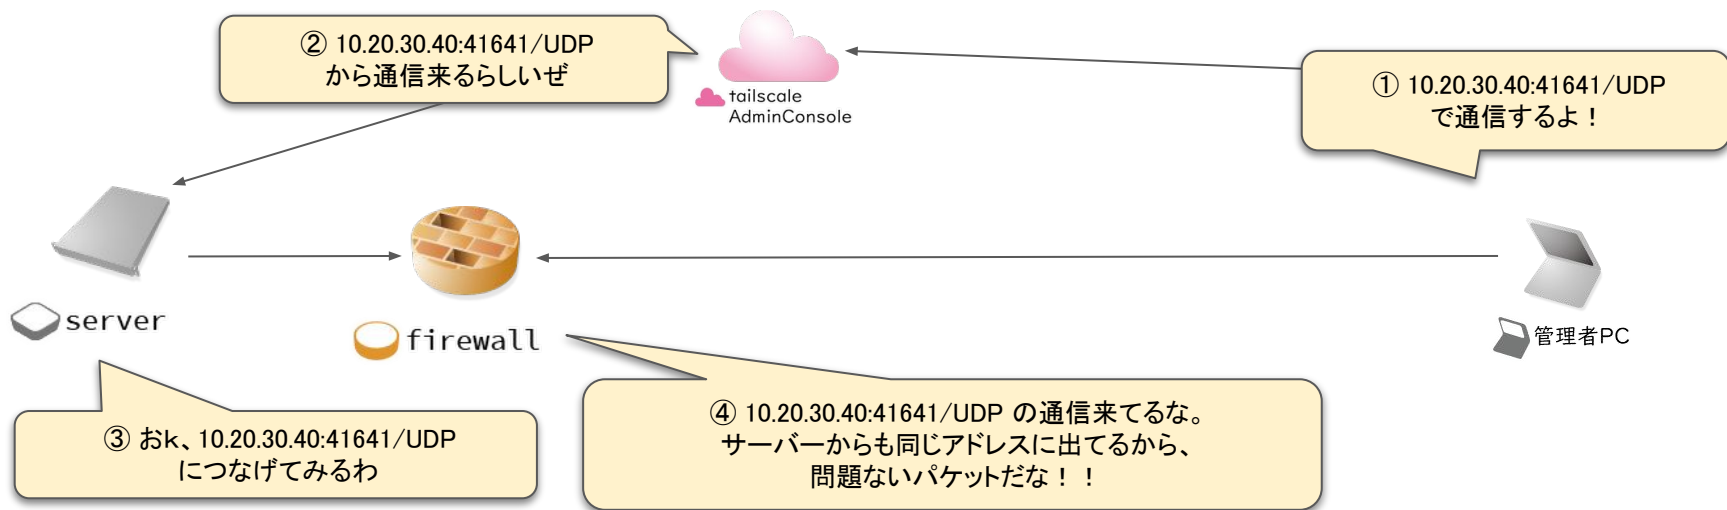 ② 10.20.30.40:41641/UDP
から通信来るらしいぜ
tailscale
AdminConsole
① 10.20.30.40:41641/UDP
で通信するよ！
server
firewall
管理者PC
③ おk、10.20.30.40:41641/UDP
につなげてみるわ
④ 10.20.30.40:41641/UDP の通信来てるな。
サーバーからも同じアドレスに出てるから、
問題ないパケットだな！！